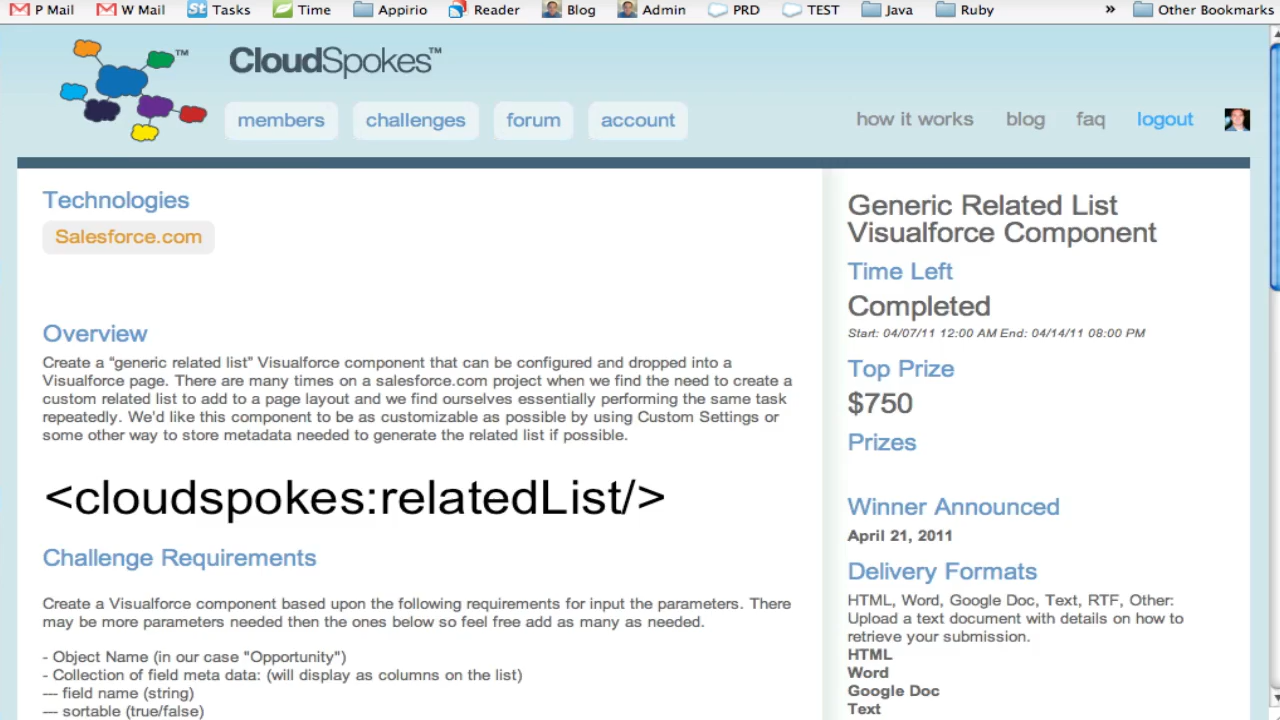 P Mail W Mail Tasks Time Appirio Reader Blog Admin PRD TEST Java Ruby » Other Bookmarks
CloudSpokes™
™
members challenges forum account
how it works blog faq logout
Technologies
Salesforce.com
Overview
Create a “generic related list” Visualforce component that can be configured and dropped into a
Visualforce page. There are many times on a salesforce.com project when we find the need to create a
custom related list to add to a page layout and we find ourselves essentially performing the same task
repeatedly. We'd like this component to be as customizable as possible by using Custom Settings or
some other way to store metadata needed to generate the related list if possible.
<cloudspokes:relatedList/>
Challenge Requirements
Create a Visualforce component based upon the following requirements for input the parameters. There
may be more parameters needed then the ones below so feel free add as many as needed.
- Object Name (in our case "Opportunity")
- Collection of field meta data: (will display as columns on the list)
--- field name (string)
--- sortable (true/false)
Generic Related List
Visualforce Component
Time Left
Completed
Start: 04/07/11 12:00 AM End: 04/14/11 08:00 PM
Top Prize
$750
Prizes
Winner Announced
April 21, 2011
Delivery Formats
HTML, Word, Google Doc, Text, RTF, Other:
Upload a text document with details on how to
retrieve your submission.
HTML
Word
Google Doc
Text